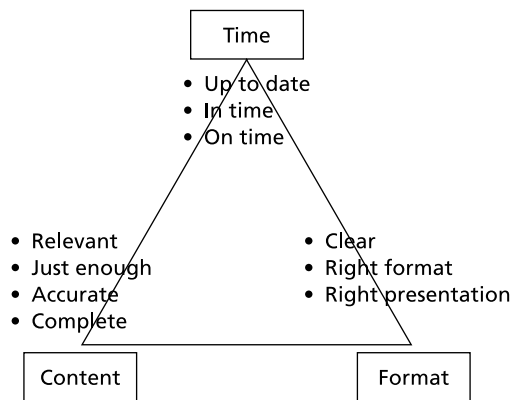 Time
• Up to date
• In time
• On time
• Relevant
• Just enough
• Accurate
• Complete
• Clear
• Right format
• Right presentation
Content
Format